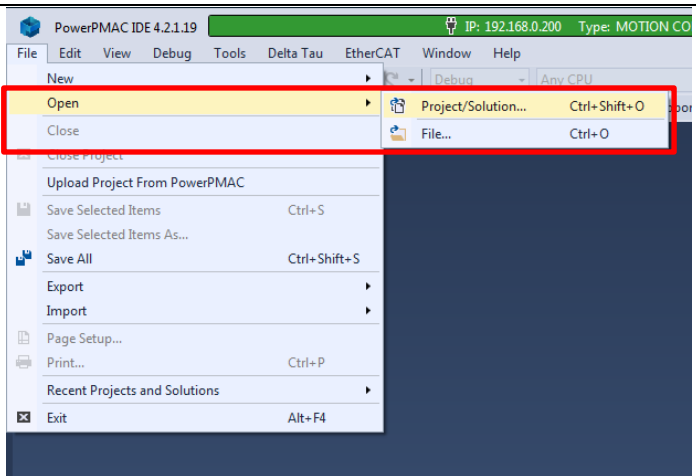 PowerPMAC IDE 4.2.1.19 IP: 192.168.0.200 Type: MOTION CO
File Edit View Debug Tools Delta Tau EtherCAT Window Help
New Debug Any CPU
Open Project/Solution... Ctrl+Shift+O
Close File... Ctrl+O
Close Project
Upload Project From PowerPMAC
Save Selected Items Ctrl+S
Save Selected Items As...
Save All Ctrl+Shift+S
Export
Import
Page Setup...
Print... Ctrl+P
Recent Projects and Solutions
Exit Alt+F4